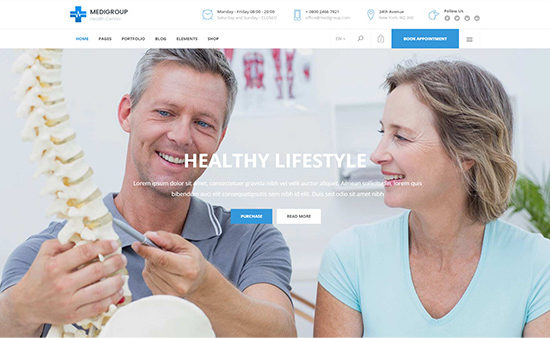 MEDIGROUP
Health Center
Monday - Friday 08:00 - 20:00
Saturday and Sunday - CLOSED
+ 0800 2466 7921
office@medigroup.com
24th Avenue
New York, NG 356
Follow Us
HOME PAGES PORTFOLIO BLOG ELEMENTS SHOP
EN
BOOK APPOINTMENT
HEALTHY LIFESTYLE
Lorem ipsum dolor sit amet, consectetuer gravida nibh vel velit auctor aliquet. Aenean sollicitudin, lorem quis
bibendum auci elit consequat ipsutis sem nibh id elit. Duis sed odio sit amet nibh
PURCHASE
READ MORE